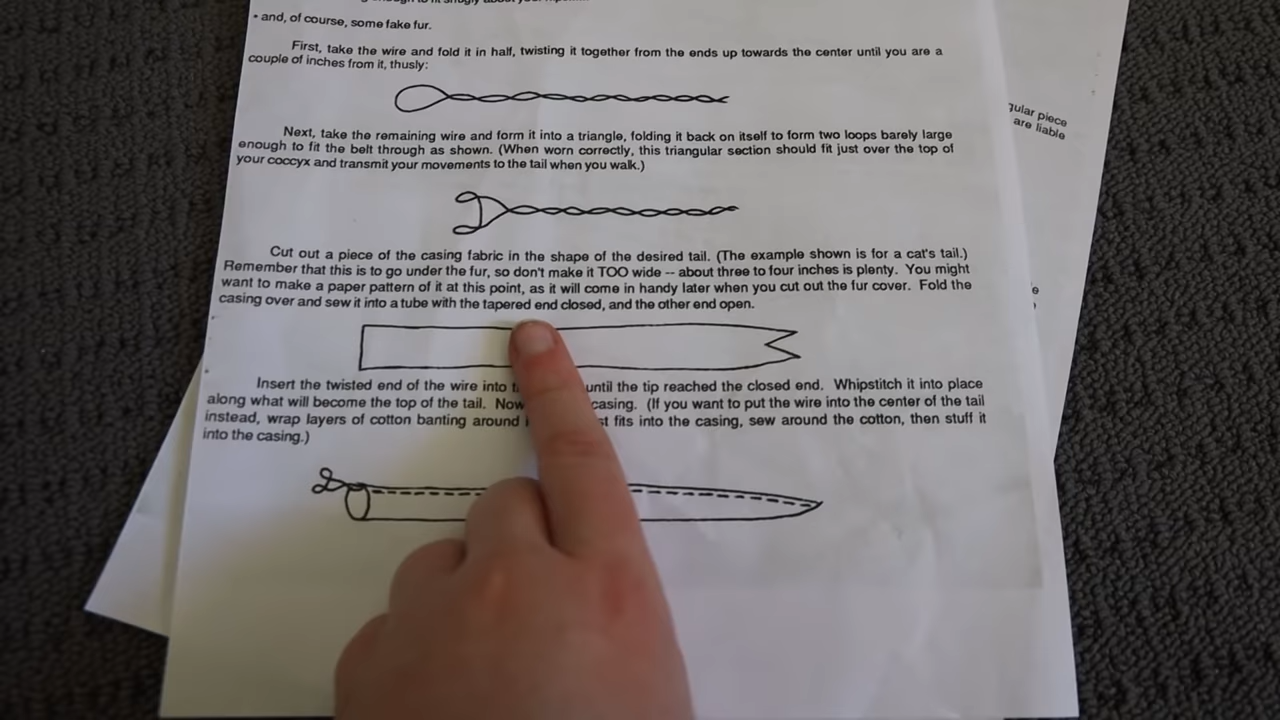 • and, of course, some fake fur.
First, take the wire and fold it in half, twisting it together from the ends up towards the center until you are a
couple of inches from it, thusly:
Next, take the remaining wire and form it into a triangle, folding it back on itself to form two loops barely large
enough to fit the belt through as shown. (When worn correctly, this triangular section should fit just over the top of
your coccyx and transmit your movements to the tail when you walk.)
Cut out a piece of the casing fabric in the shape of the desired tail. (The example shown is for a cat's tail.)
Remember that this is to go under the fur, so don't make it TOO wide -- about three to four inches is plenty. You might
want to make a paper pattern of it at this point, as it will come in handy later when you cut out the fur cover. Fold the
casing over and sew it into a tube with the tapered end closed, and the other end open.
Insert the twisted end of the wire into until the tip reached the closed end. Whipstitch it into place
along what will become the top of the tail. Now casing. (If you want to put the wire into the center of the tail
instead, wrap layers of cotton banting around fits into the casing, sew around the cotton, then stuff it
into the casing.)
piece
are liable